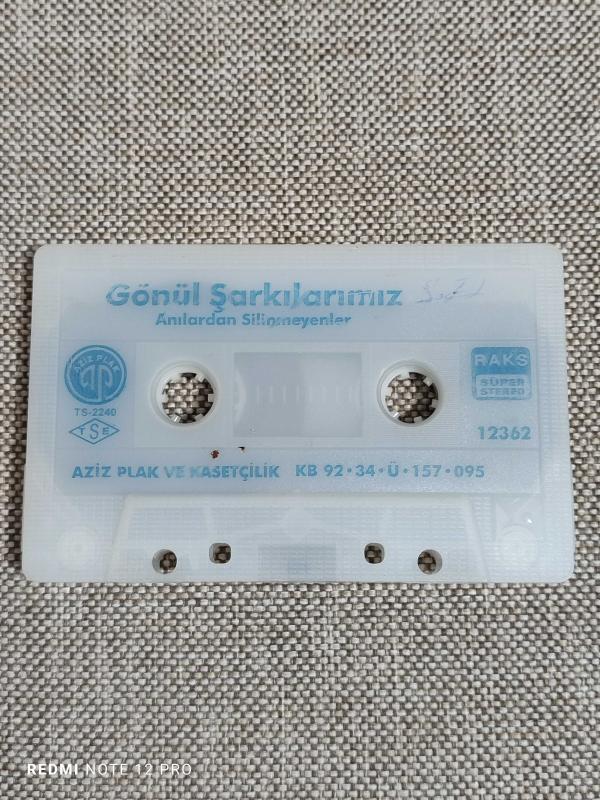 Gönül Şarkılarımız
Anılardan Silinmeyenler
AZİZ PLAK
TS-2240
TSE
RAKS
SÜPER
STEREO
12362
AZİZ PLAK VE KASETÇİLİK KB 92·34·Ü·157·095
REDMI NOTE 12 PRO